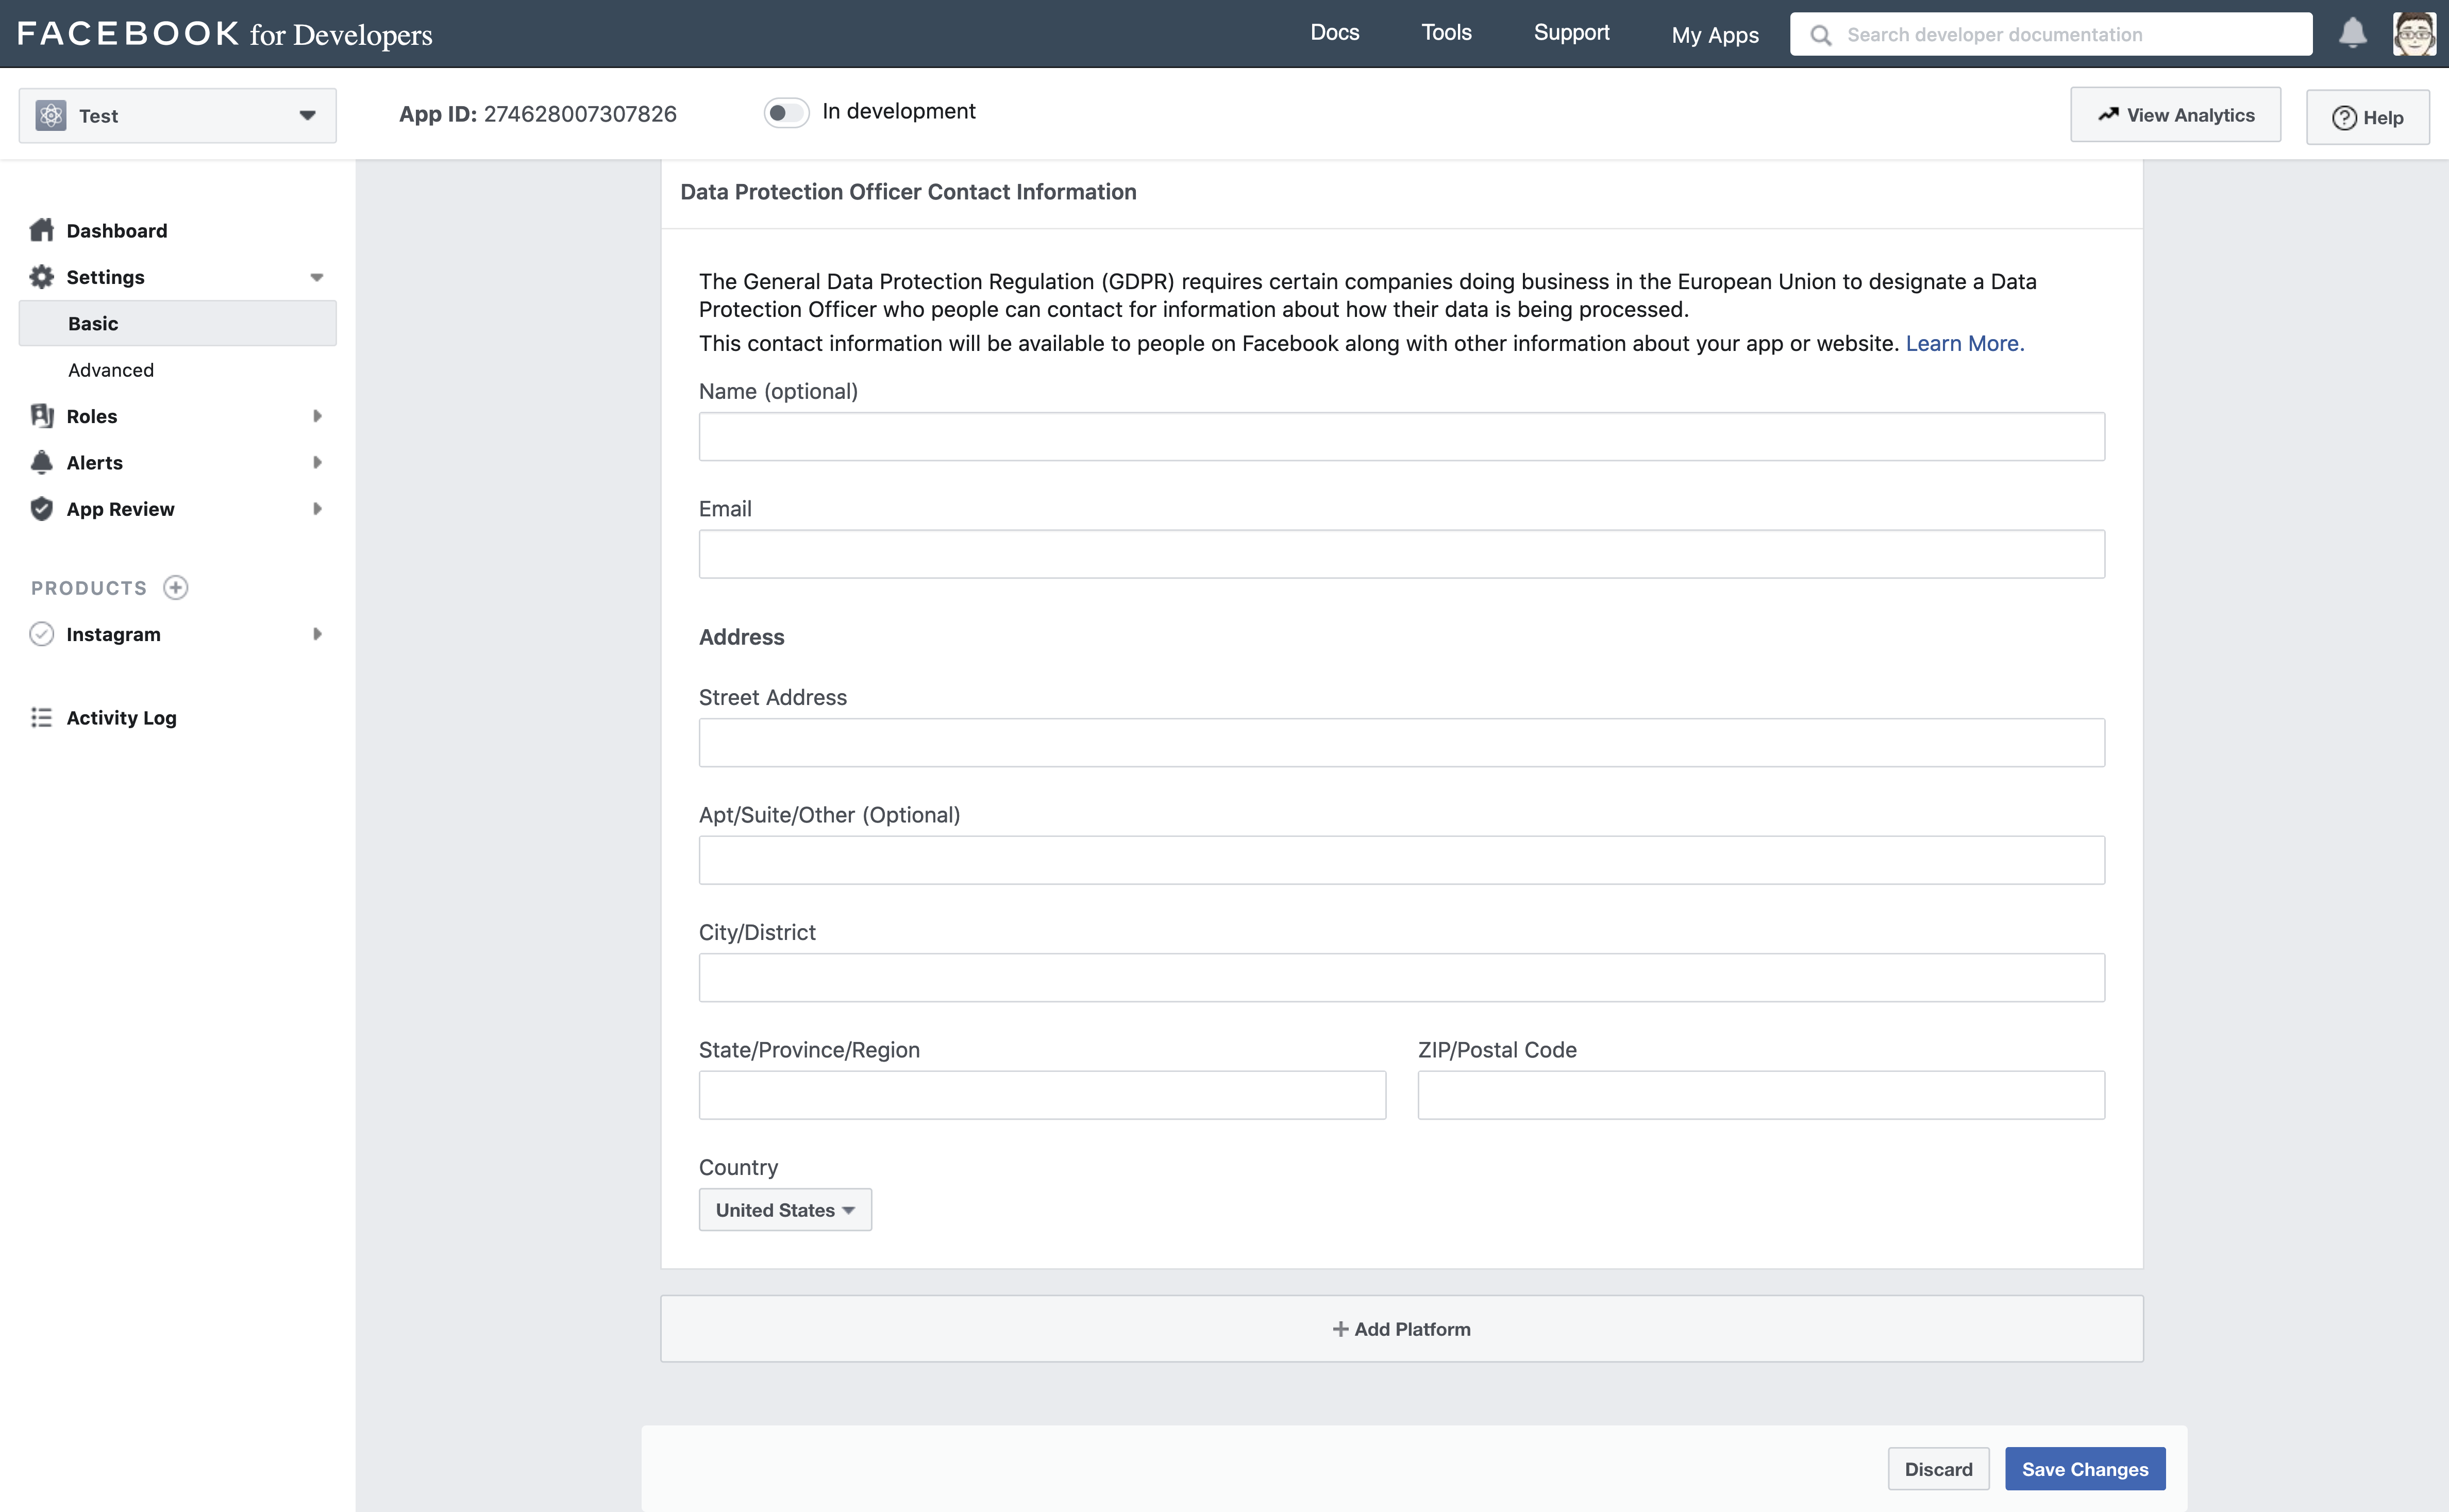 FACEBOOK for Developers
Docs
Tools
Support
My Apps
Search developer documentation
Test
App ID: 274628007307826
In development
View Analytics
Help
Dashboard
Settings
Basic
Advanced
Roles
Alerts
App Review
PRODUCTS
Instagram
Activity Log
Data Protection Officer Contact Information
The General Data Protection Regulation (GDPR) requires certain companies doing business in the European Union to designate a Data
Protection Officer who people can contact for information about how their data is being processed.
This contact information will be available to people on Facebook along with other information about your app or website. Learn More.
Name (optional)
Email
Address
Street Address
Apt/Suite/Other (Optional)
City/District
State/Province/Region
ZIP/Postal Code
Country
United States
+ Add Platform
Discard
Save Changes